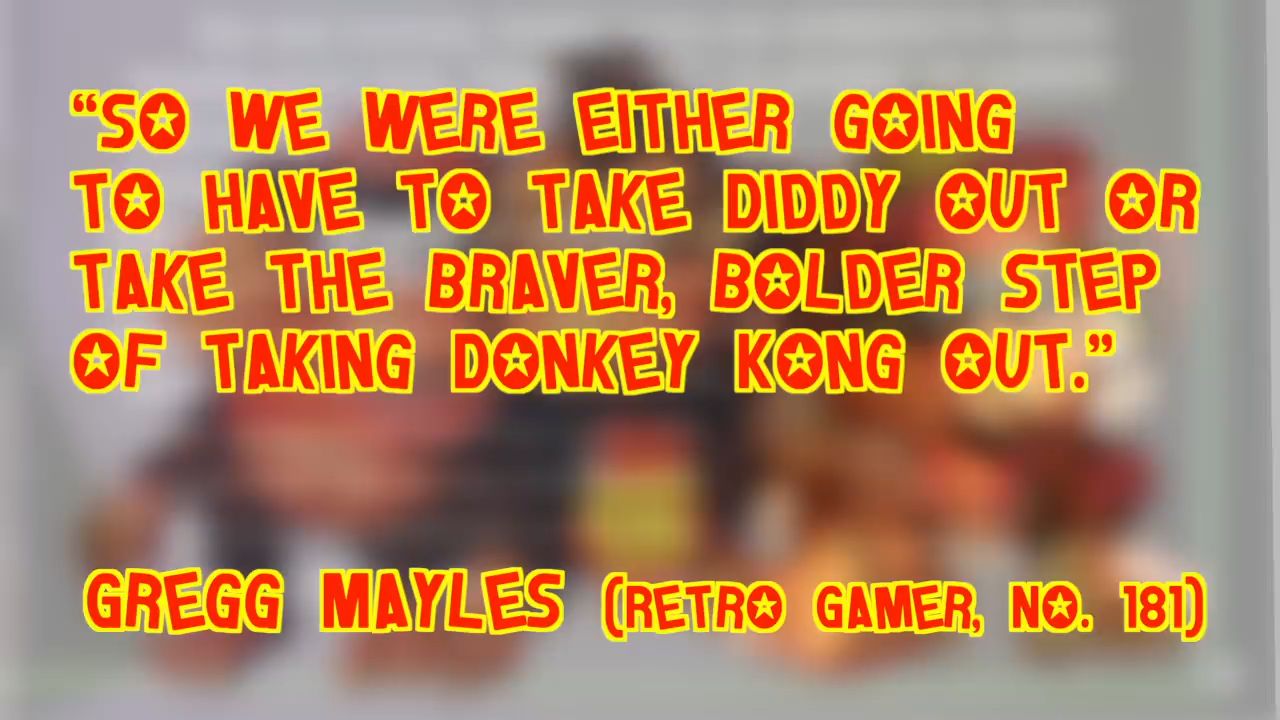 “SO WE WERE EITHER GOING
TO HAVE TO TAKE DIDDY OUT OR
TAKE THE BRAVER, BOLDER STEP
OF TAKING DONKEY KONG OUT.”
GREGG MAYLES (RETRO GAMER, NO. 181)